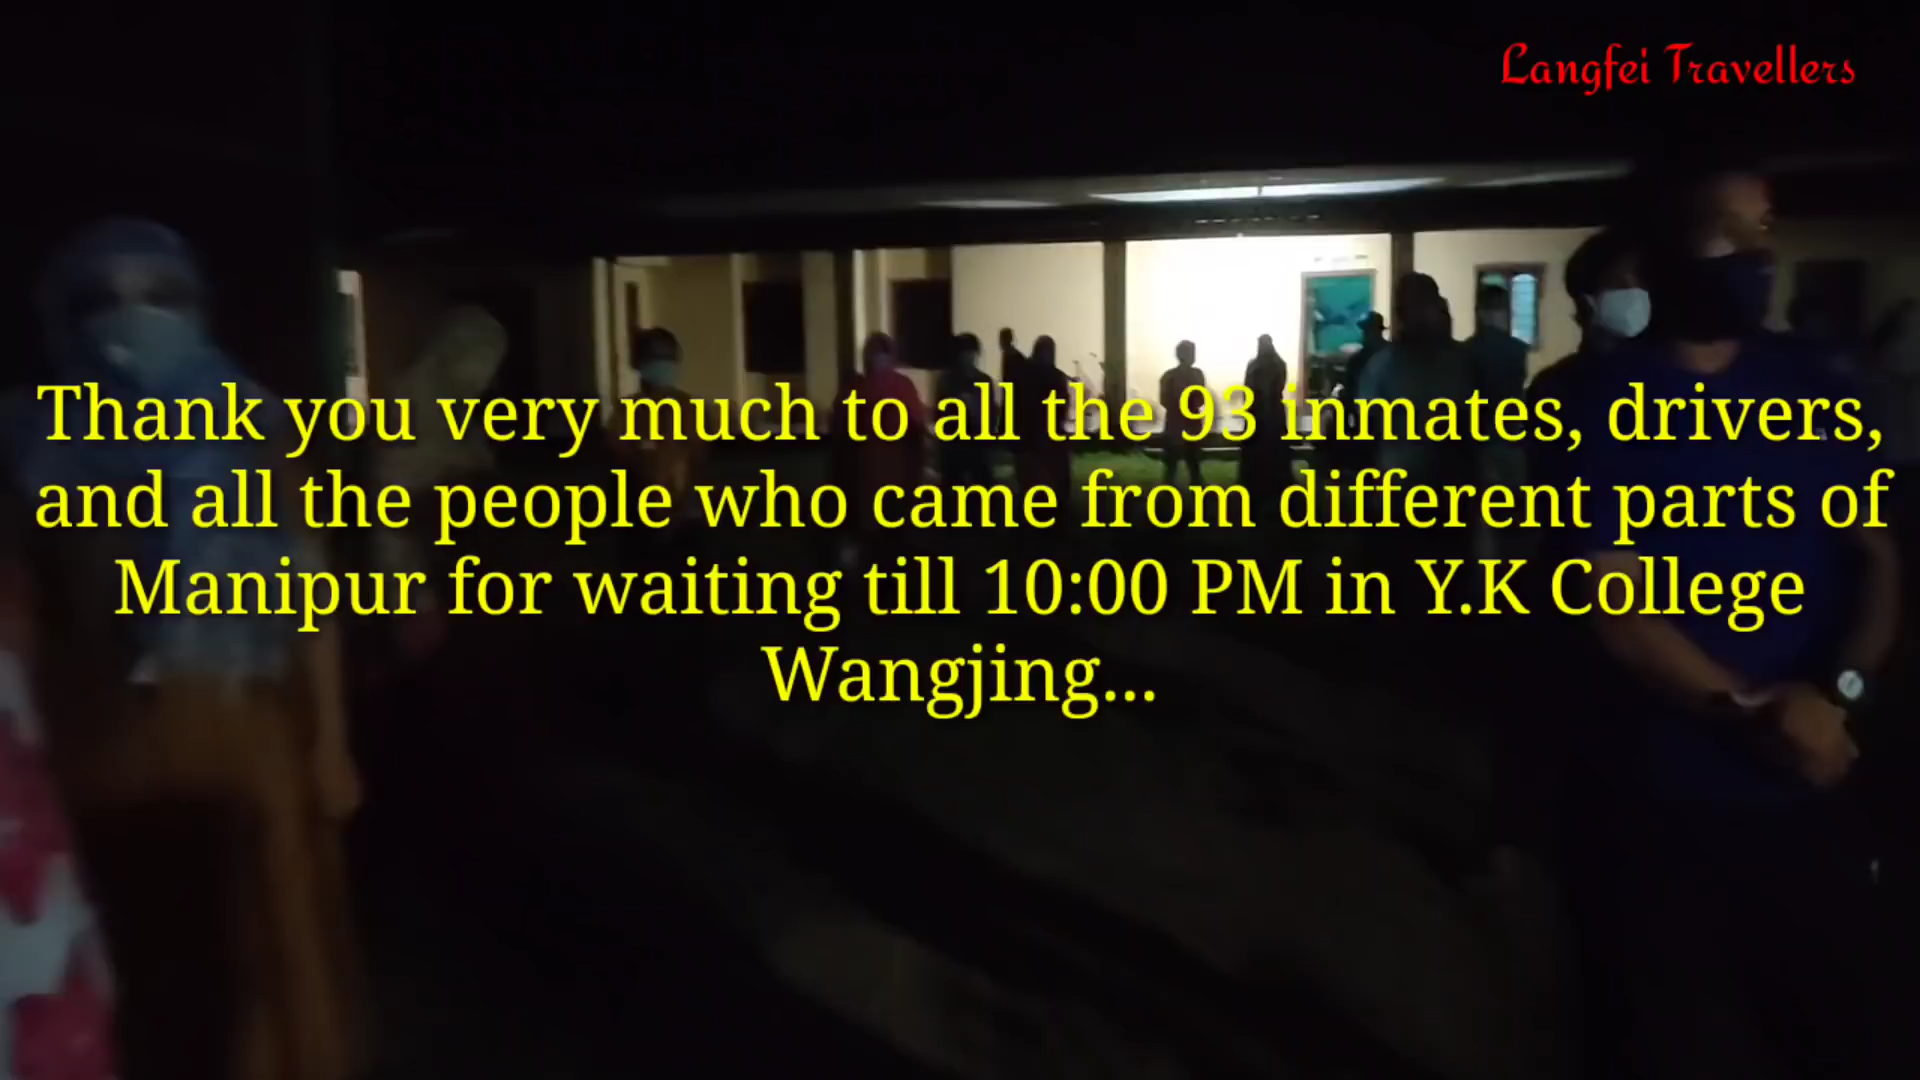 Langfei Travellers
Thank you very much to all the 93 inmates, drivers,
and all the people who came from different parts of
Manipur for waiting till 10:00 PM in Y.K College
Wangjing...